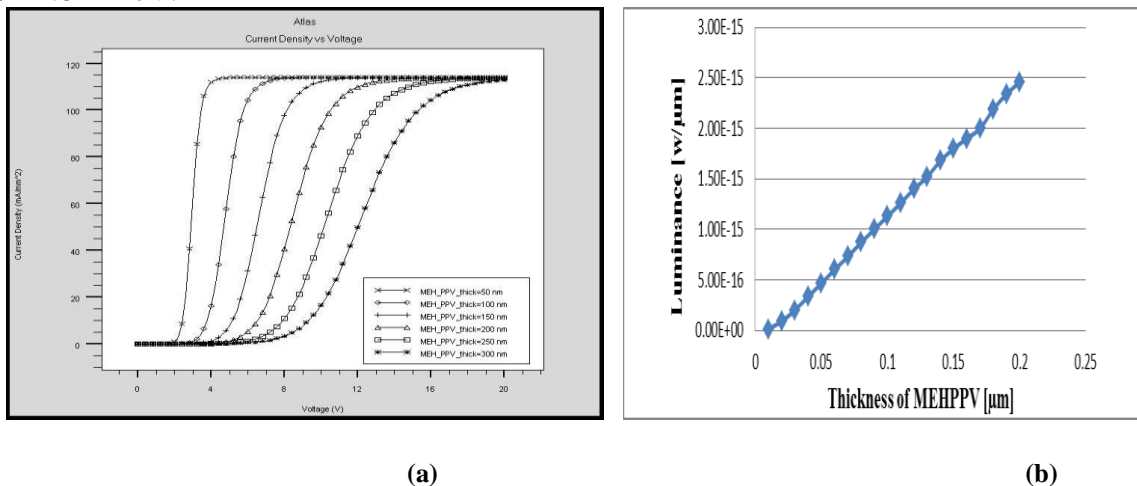 Atlas
Current Density vs Voltage
Current Density (mA/mm^2)
120
100
80
60
40
20
0
0 4 8 12 16 20
Voltage (V)
MEH_PPV_thick=50 nm
MEH_PPV_thick=100 nm
MEH_PPV_thick=150 nm
MEH_PPV_thick=200 nm
MEH_PPV_thick=250 nm
MEH_PPV_thick=300 nm
(a)
Luminance [w/µm]
3.00E-15
2.50E-15
2.00E-15
1.50E-15
1.00E-15
5.00E-16
0.00E+00
0 0.05 0.1 0.15 0.2 0.25
Thickness of MEHPPV [µm]
(b)